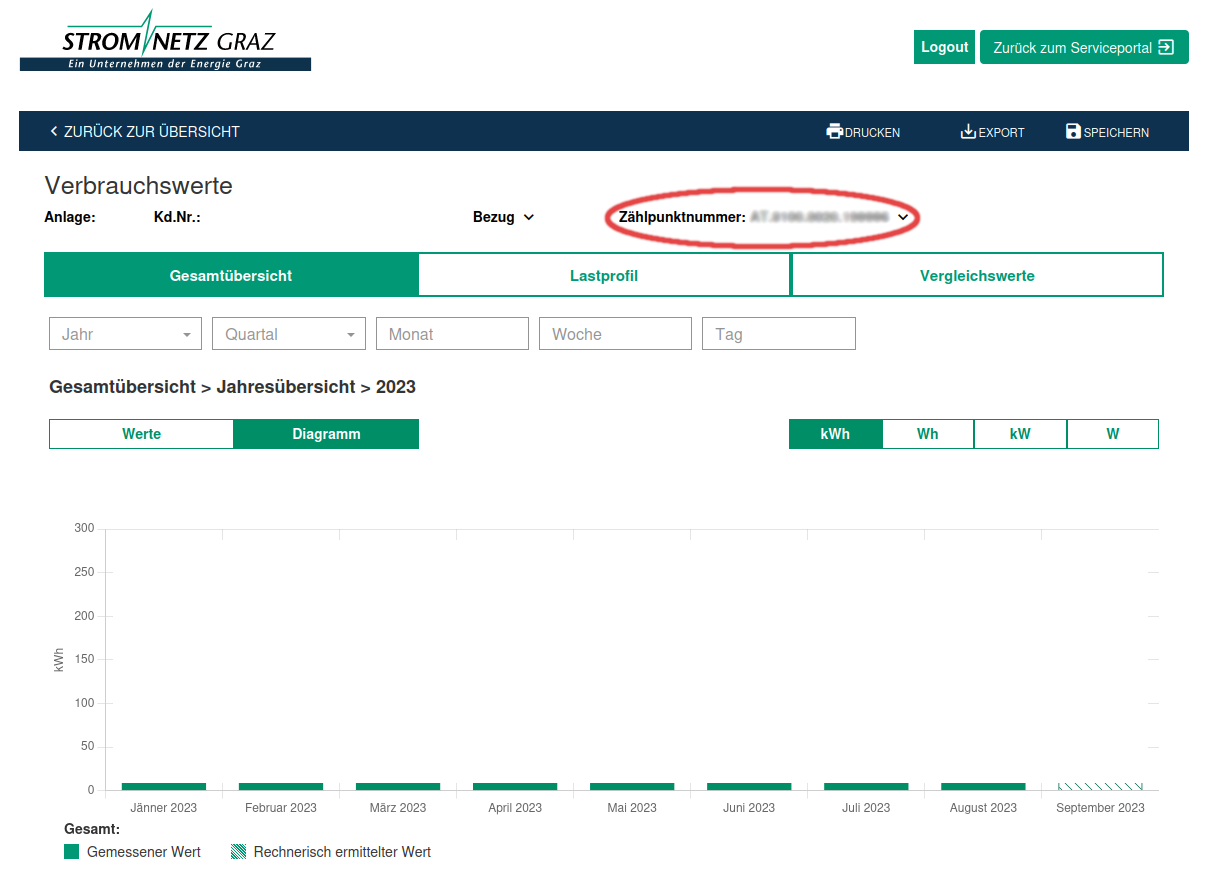 STROMNETZ GRAZ
Ein Unternehmen der Energie Graz
Logout Zurück zum Serviceportal
ZURÜCK ZUR ÜBERSICHT DRUCKEN EXPORT SPEICHERN
Verbrauchswerte
Anlage: Kd.Nr.: Bezug Zählpunktnummer:
Gesamtübersicht Lastprofil Vergleichswerte
Jahr Quartal Monat Woche Tag
Gesamtübersicht > Jahresübersicht > 2023
Werte Diagramm kWh Wh kW W
300
250
200
150
100
50
0
kWh
Jänner 2023 Februar 2023 März 2023 April 2023 Mai 2023 Juni 2023 Juli 2023 August 2023 September 2023
Gesamt:
Gemessener Wert Rechnerisch ermittelter Wert